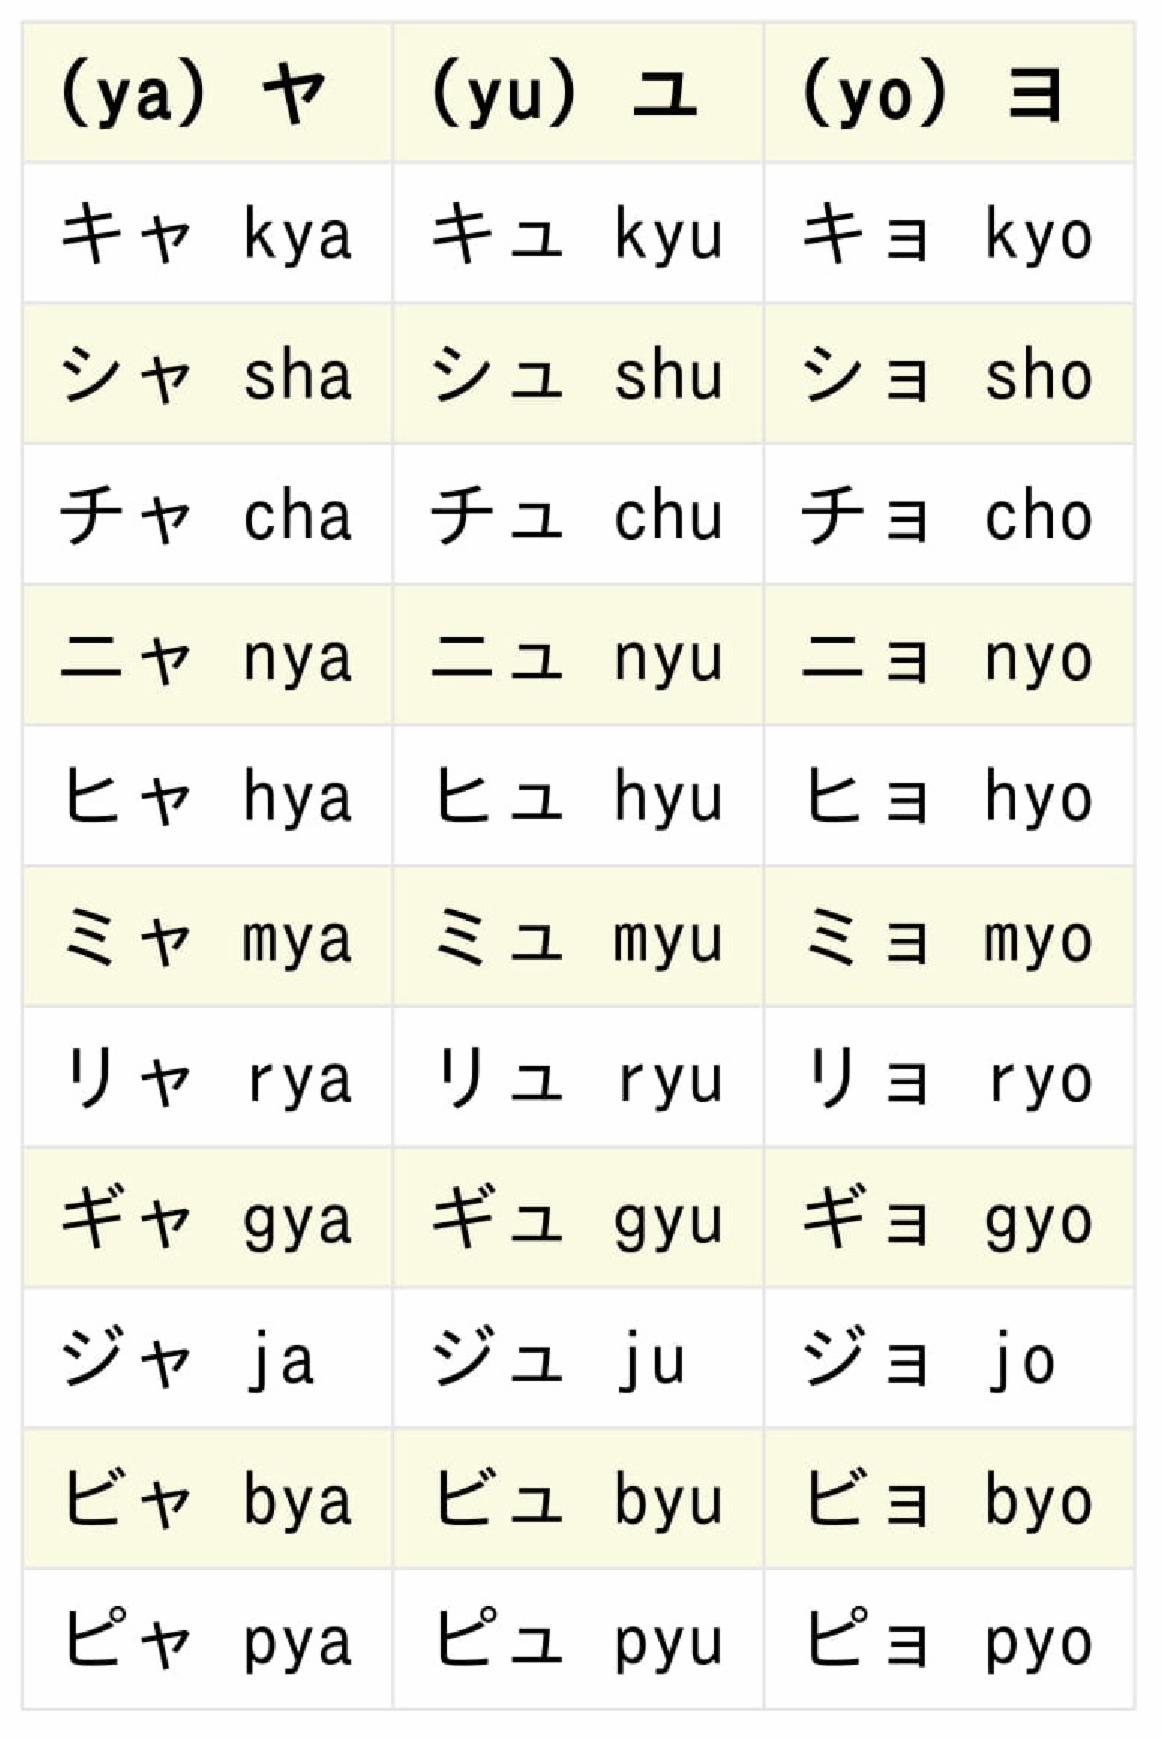 (ya) ヤ (yu) ユ (yo) ヨ
キャ kya キュ kyu キョ kyo
シャ sha シュ shu ショ sho
チャ cha チュ chu チョ cho
ニャ nya ニュ nyu ニョ nyo
ヒャ hya ヒュ hyu ヒョ hyo
ミャ mya ミュ myu ミョ myo
リャ rya リュ ryu リョ ryo
ギャ gya ギュ gyu ギョ gyo
ジャ ja ジュ ju ジョ jo
ビャ bya ビュ byu ビョ byo
ピャ pya ピュ pyu ピョ pyo